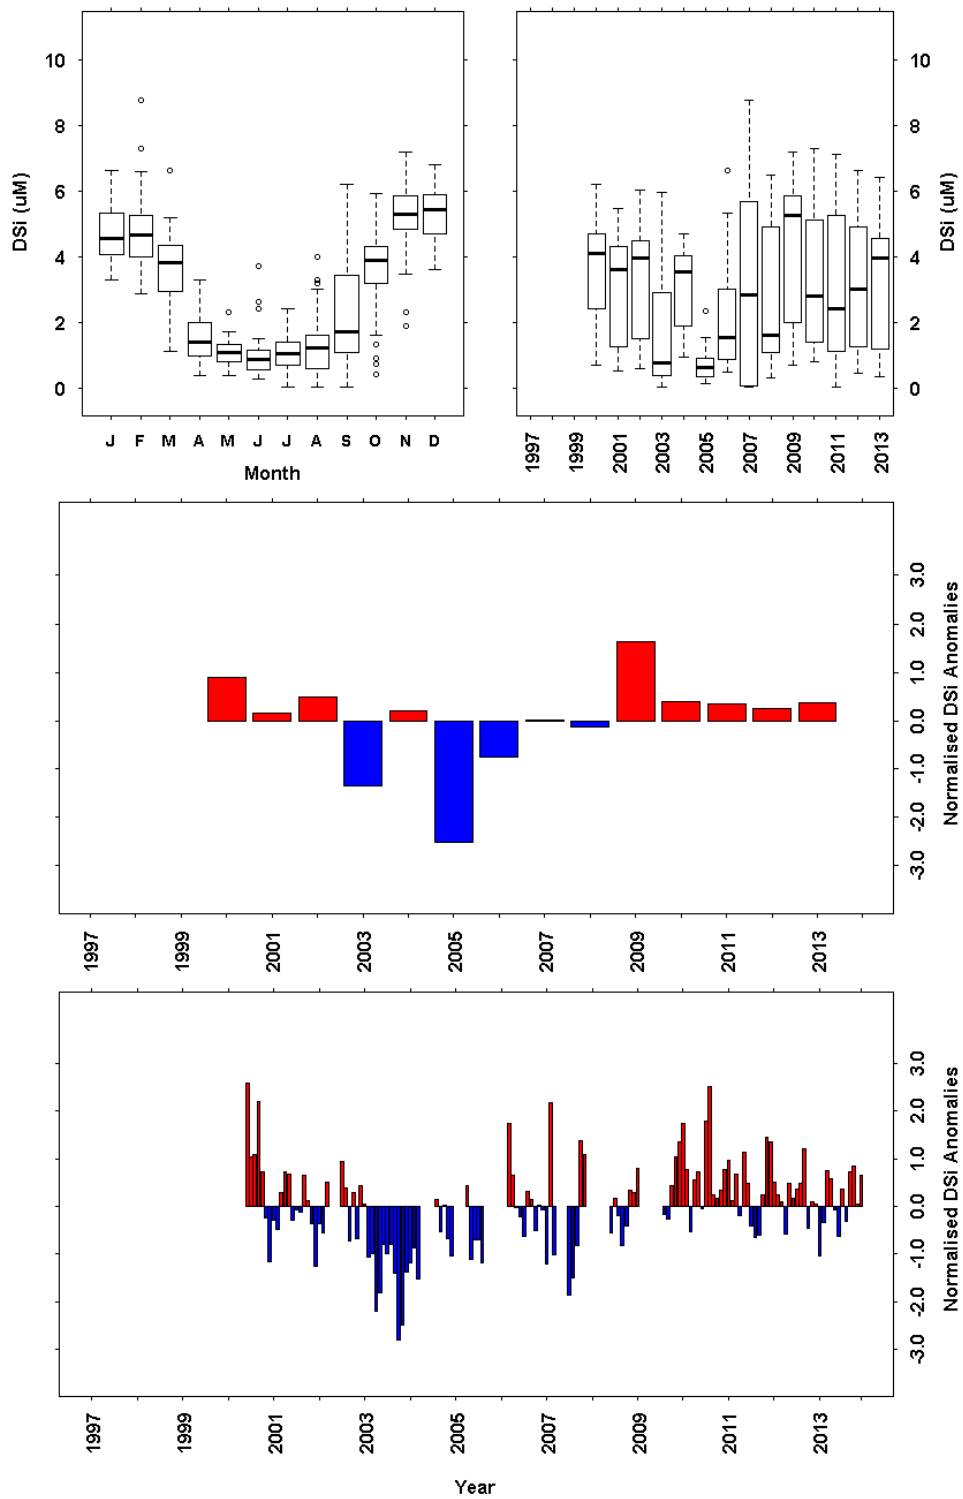 10
8
6
4
2
0
DSi (uM)
J F M A M J J A S O N D
Month
10
8
6
4
2
0
DSi (uM)
1997 1999 2001 2003 2005 2007 2009 2011 2013
3.0
2.0
1.0
0.0
-1.0
-2.0
-3.0
Normalised DSi Anomalies
1997 1999 2001 2003 2005 2007 2009 2011 2013
3.0
2.0
1.0
0.0
-1.0
-2.0
-3.0
Normalised DSi Anomalies
1997 1999 2001 2003 2005 2007 2009 2011 2013
Year